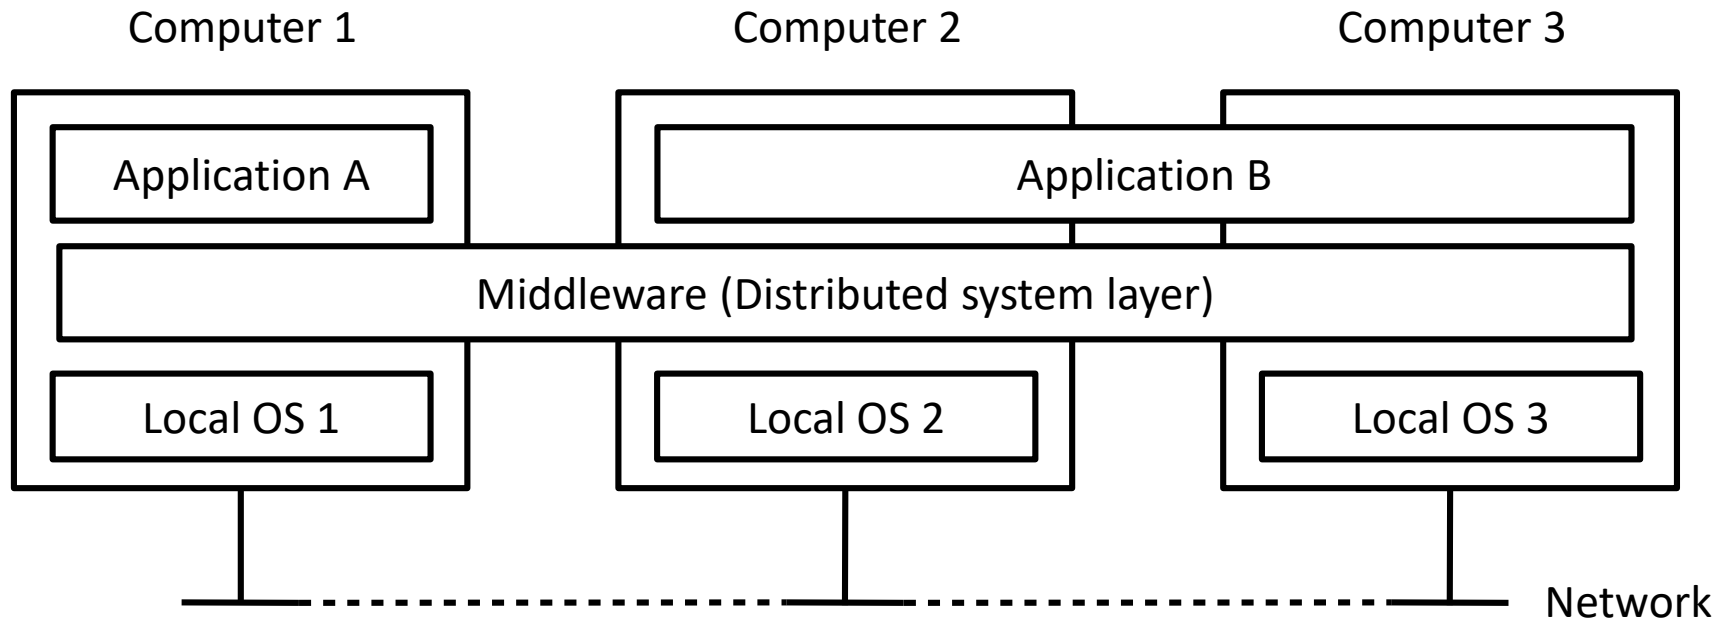 Computer 1
Computer 2
Computer 3
Application A
Application B
Middleware (Distributed system layer)
Local OS 1
Local OS 2
Local OS 3
Network